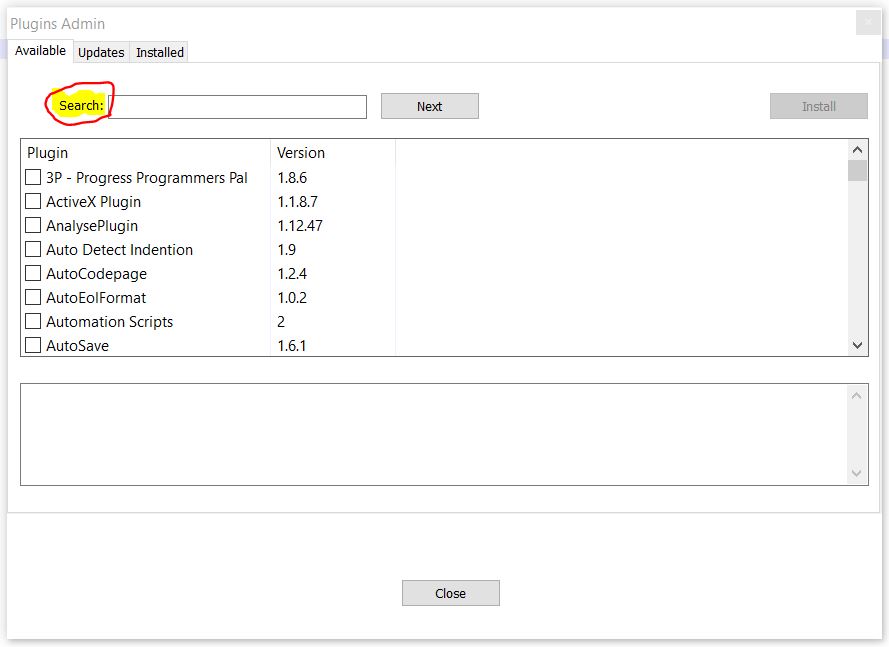 Plugins Admin
Available Updates Installed
Search: Next Install
Plugin Version
3P - Progress Programmers Pal 1.8.6
ActiveX Plugin 1.1.8.7
AnalysePlugin 1.12.47
Auto Detect Indention 1.9
AutoCodepage 1.2.4
AutoEolFormat 1.0.2
Automation Scripts 2
AutoSave 1.6.1
Close